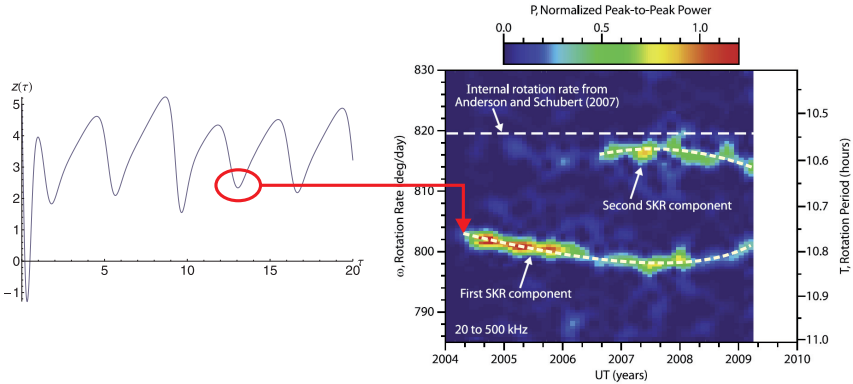 P, Normalized Peak-to-Peak Power
0.0 0.5 1.0
z(τ)
5
4
3
2
1
0
−1
5 10 15 20
τ
ω, Rotation Rate (deg/day)
830
820
810
800
790
Internal rotation rate from
Anderson and Schubert (2007)
Second SKR component
First SKR component
20 to 500 kHz
10.5
10.6
10.7
10.8
10.9
11.0
T, Rotation Period (hours)
2004 2005 2006 2007 2008 2009 2010
UT (years)